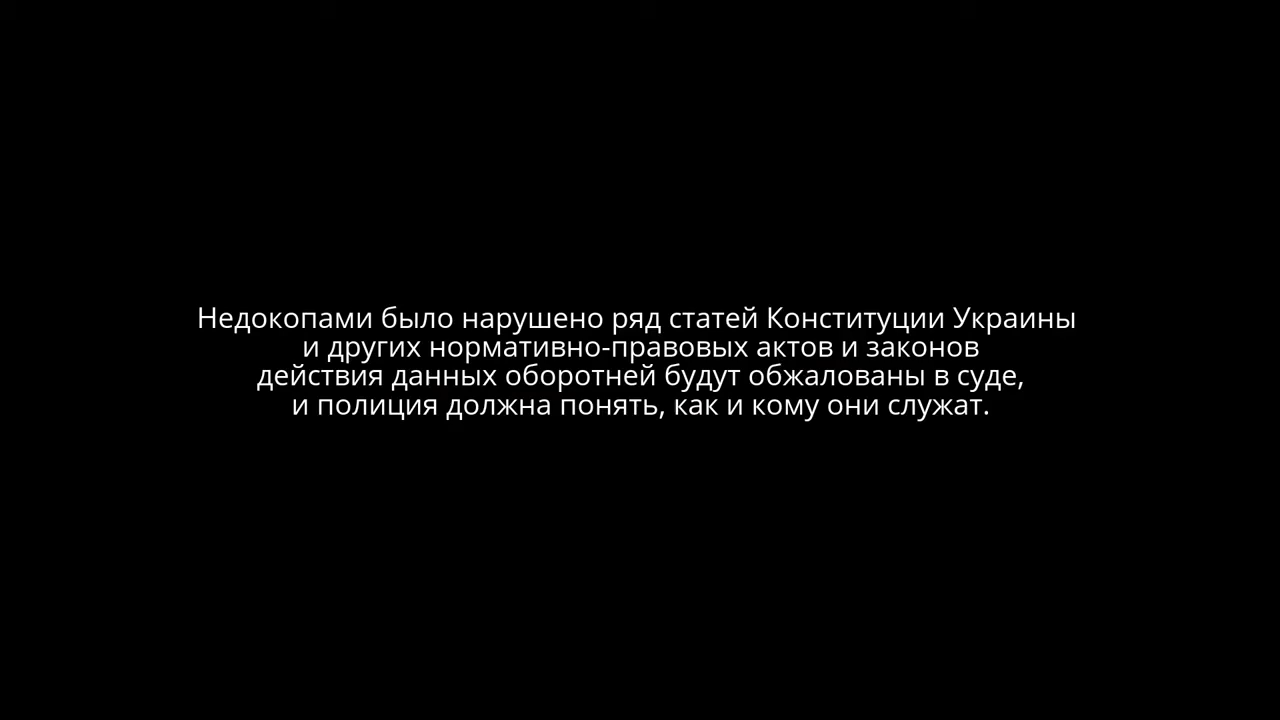 Недокопами было нарушено ряд статей Конституции Украины
и других нормативно-правовых актов и законов
действия данных оборотней будут обжалованы в суде,
и полиция должна понять, как и кому они служат.